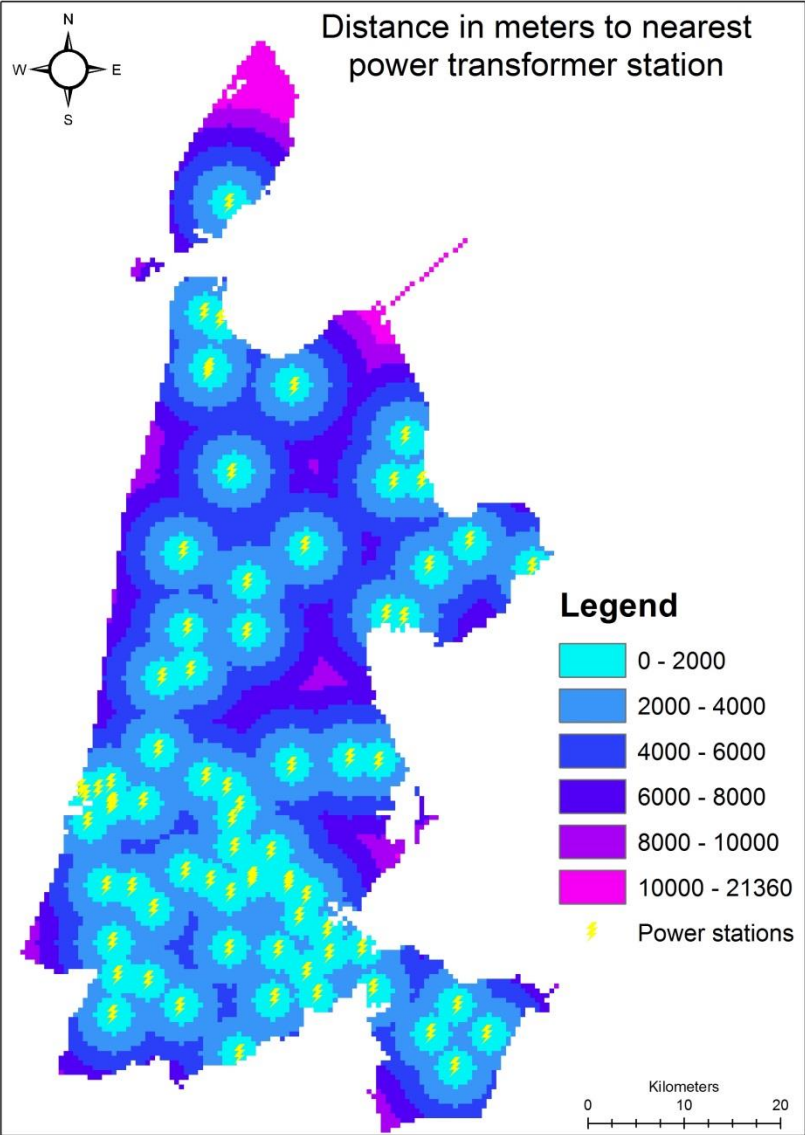 Distance in meters to nearest
power transformer station
N
W
E
S
Legend
0 - 2000
2000 - 4000
4000 - 6000
6000 - 8000
8000 - 10000
10000 - 21360
Power stations
Kilometers
0 10 20